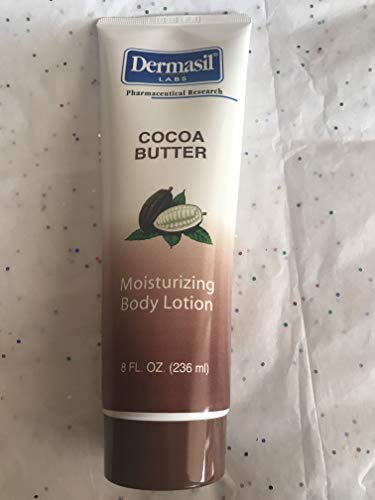 Dermasil®
LABS
Pharmaceutical Research
COCOA
BUTTER
Moisturizing
Body Lotion
8 FL. OZ. (236 ml)